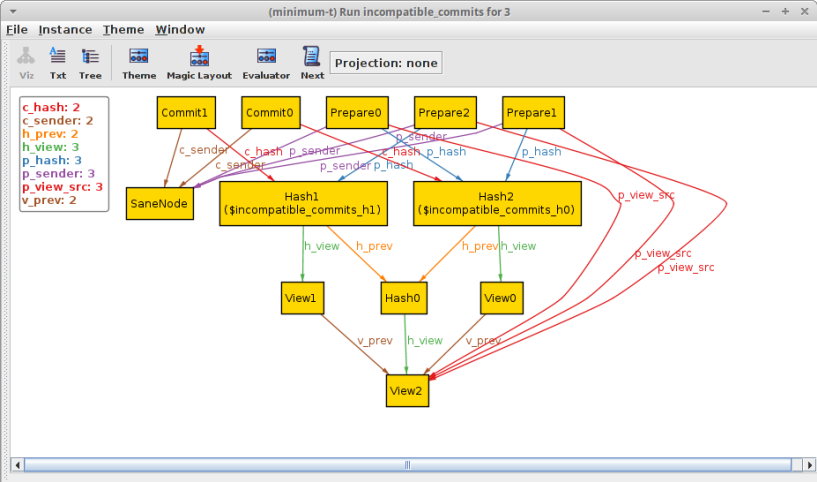 (minimum-t) Run incompatible_commits for 3
File Instance Theme Window
Viz Txt Tree Theme Magic Layout Evaluator Next Projection: none
c_hash: 2
c_sender: 2
h_prev: 2
h_view: 3
p_hash: 3
p_sender: 3
p_view_src: 3
v_prev: 2
Commit1 Commit0 Prepare0 Prepare2 Prepare1
p_sender
c_sender c_hash p_sender c_hash p_hash p_hash
c_sender p_sender p_hash
SaneNode
Hash1
($incompatible_commits_h1)
Hash2
($incompatible_commits_h0)
p_view_src
h_view h_prev h_prev h_view
p_view_src
p_view_src
View1 Hash0 View0
v_prev h_view v_prev
View2